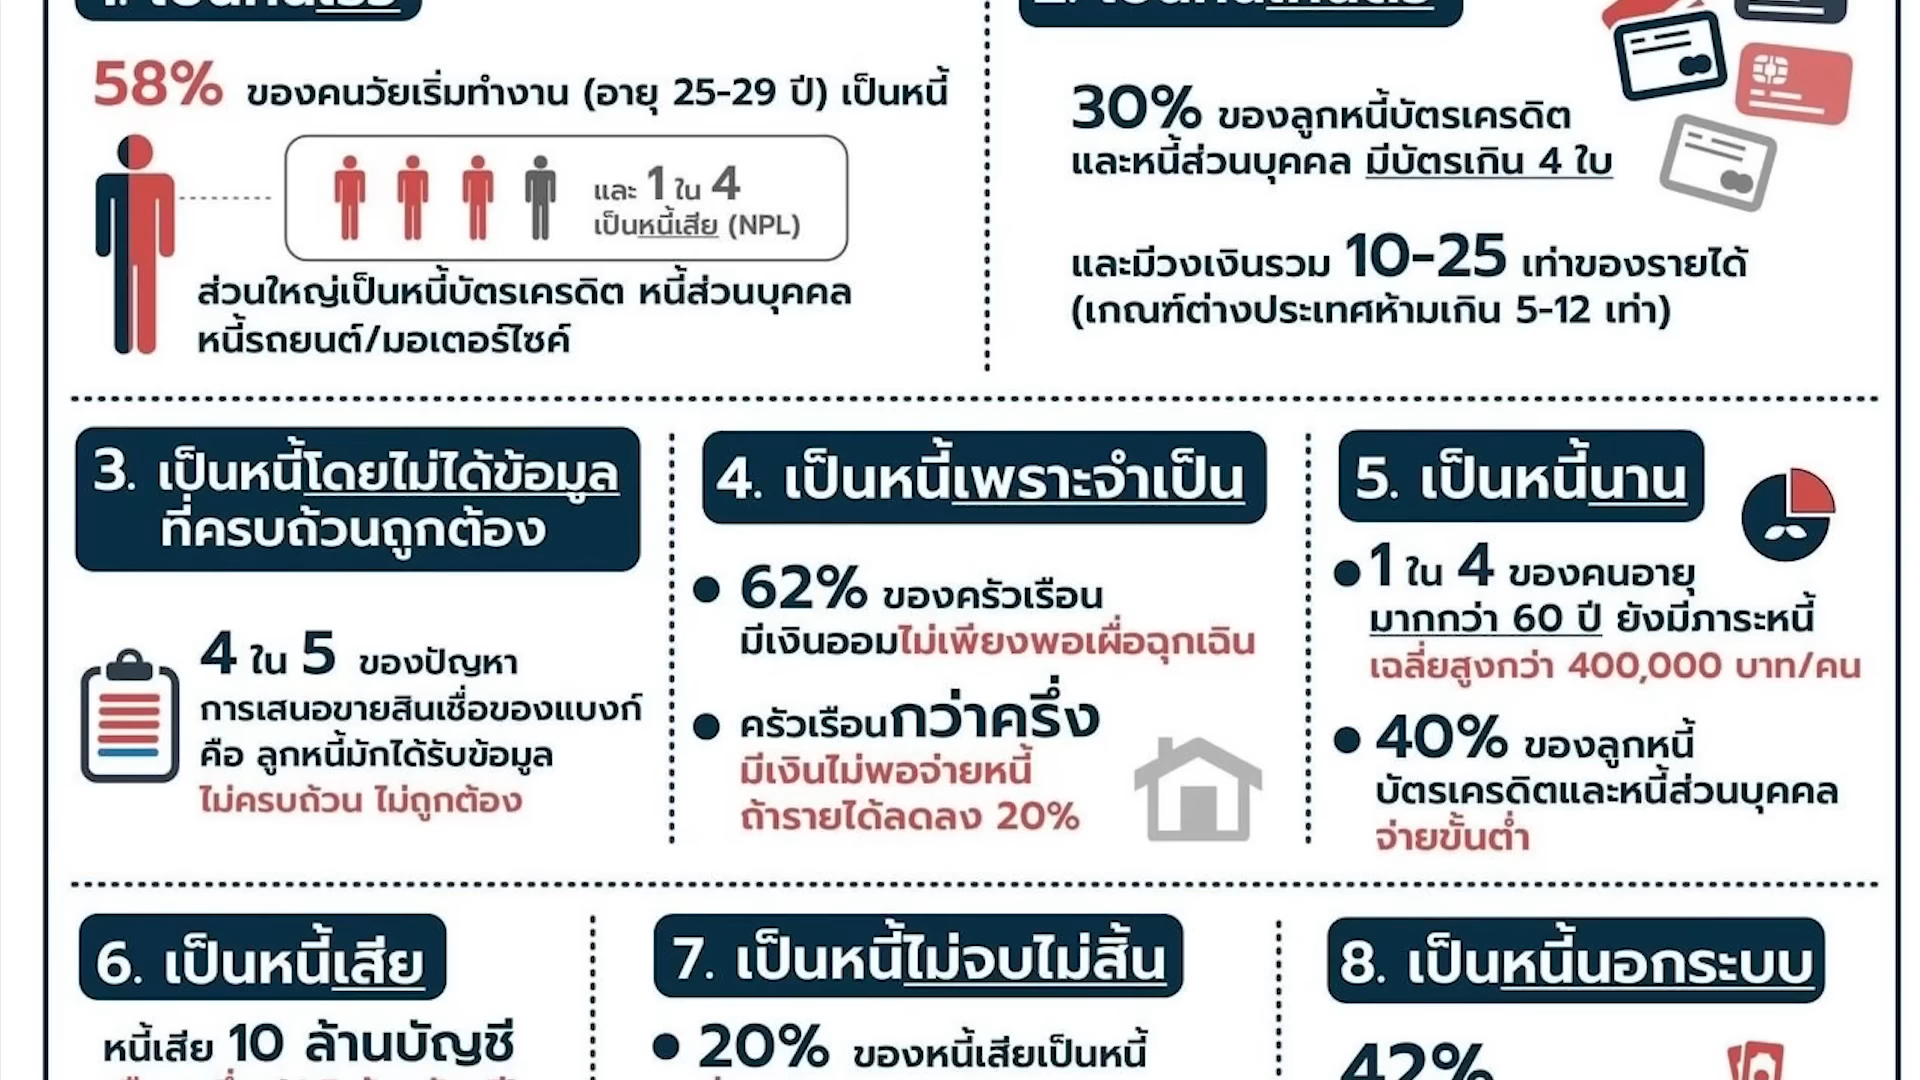 58% ของคนวัยเริ่มทำงาน (อายุ 25-29 ปี) เป็นหนี้
และ 1 ใน 4
เป็นหนี้เสีย (NPL)
ส่วนใหญ่เป็นหนี้บัตรเครดิต หนี้ส่วนบุคคล
หนี้รถยนต์/มอเตอร์ไซค์
30% ของลูกหนี้บัตรเครดิต
และหนี้ส่วนบุคคล มีบัตรเกิน 4 ใบ
และมีวงเงินรวม 10-25 เท่าของรายได้
(เกณฑ์ต่างประเทศห้ามเกิน 5-12 เท่า)
3. เป็นหนี้โดยไม่ได้ข้อมูล
ที่ครบถ้วนถูกต้อง
4 ใน 5 ของปัญหา
การเสนอขายสินเชื่อของแบงก์
คือ ลูกหนี้มักได้รับข้อมูล
ไม่ครบถ้วน ไม่ถูกต้อง
4. เป็นหนี้เพราะจำเป็น
62% ของครัวเรือน
มีเงินออมไม่เพียงพอเผื่อฉุกเฉิน
ครัวเรือนกว่าครึ่ง
มีเงินไม่พอจ่ายหนี้
ถ้ารายได้ลดลง 20%
5. เป็นหนี้นาน
1 ใน 4 ของคนอายุ
มากกว่า 60 ปี ยังมีภาระหนี้
เฉลี่ยสูงกว่า 400,000 บาท/คน
40% ของลูกหนี้
บัตรเครดิตและหนี้ส่วนบุคคล
จ่ายขั้นต่ำ
6. เป็นหนี้เสีย
หนี้เสีย 10 ล้านบัญชี
7. เป็นหนี้ไม่จบไม่สิ้น
20% ของหนี้เสียเป็นหนี้
8. เป็นหนี้นอกระบบ
42%